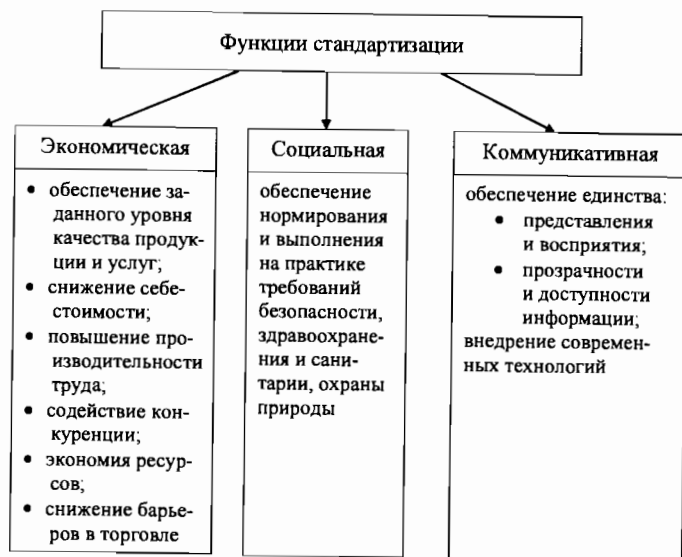 Функции стандартизации
Экономическая
• обеспечение за-
данного уровня
качества продук-
ции и услуг;
• снижение себе-
стоимости;
• повышение про-
изводительности
труда;
• содействие кон-
куренции;
• экономия ресур-
сов;
• снижение барье-
ров в торговле
Социальная
обеспечение
нормирования
и выполнения
на практике
требований
безопасности,
здравоохране-
ния и сани-
тарии, охраны
природы
Коммуникативная
обеспечение единства:
• представления
и восприятия;
• прозрачности
и доступности
информации;
внедрение современ-
ных технологий